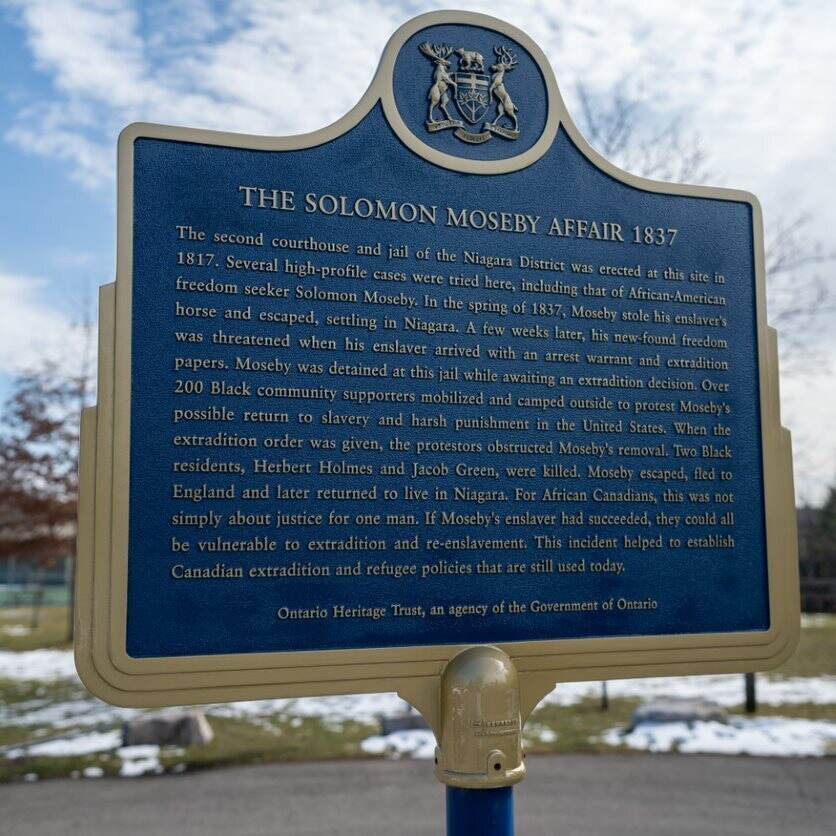 THE SOLOMON MOSEBY AFFAIR 1837
The second courthouse and jail of the Niagara District was erected at this site in
1817. Several high-profile cases were tried here, including that of African-American
freedom seeker Solomon Moseby. In the spring of 1837, Moseby stole his enslaver's
horse and escaped, settling in Niagara. A few weeks later, his new-found freedom
was threatened when his enslaver arrived with an arrest warrant and extradition
papers. Moseby was detained at this jail while awaiting an extradition decision. Over
200 Black community supporters mobilized and camped outside to protest Moseby's
possible return to slavery and harsh punishment in the United States. When the
extradition order was given, the protestors obstructed Moseby's removal. Two Black
residents, Herbert Holmes and Jacob Green, were killed. Moseby escaped, fled to
England and later returned to live in Niagara. For African Canadians, this was not
simply about justice for one man. If Moseby's enslaver had succeeded, they could all
be vulnerable to extradition and re-enslavement. This incident helped to establish
Canadian extradition and refugee policies that are still used today.
Ontario Heritage Trust, an agency of the Government of Ontario